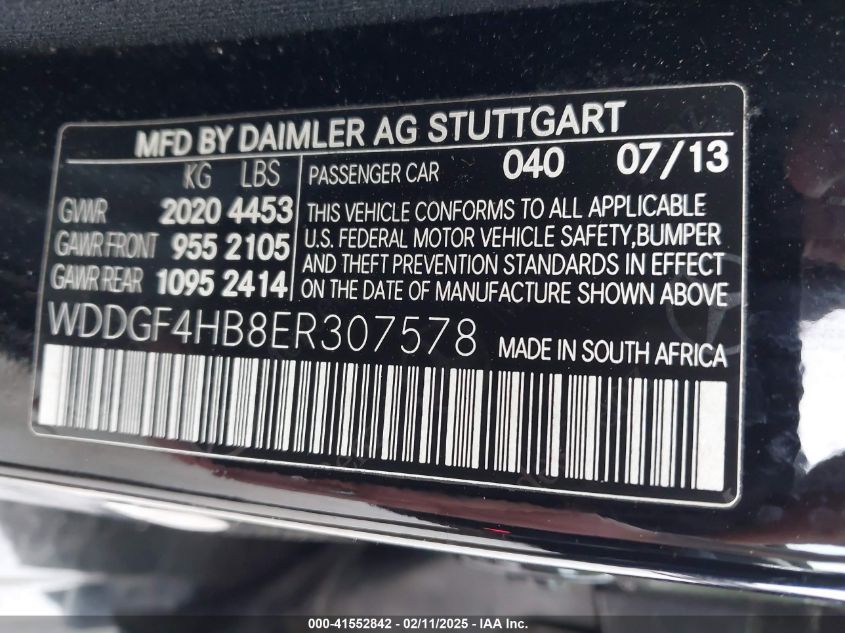 MFD BY DAIMLER AG STUTTGART
KG LBS
GVWR 2020 4453
GAWR FRONT 955 2105
GAWR REAR 1095 2414
PASSENGER CAR 040 07/13
THIS VEHICLE CONFORMS TO ALL APPLICABLE
U.S. FEDERAL MOTOR VEHICLE SAFETY,BUMPER
AND THEFT PREVENTION STANDARDS IN EFFECT
ON THE DATE OF MANUFACTURE SHOWN ABOVE
WDDGF4HB8ER307578 MADE IN SOUTH AFRICA
000-41552842 - 02/11/2025 - IAA Inc.